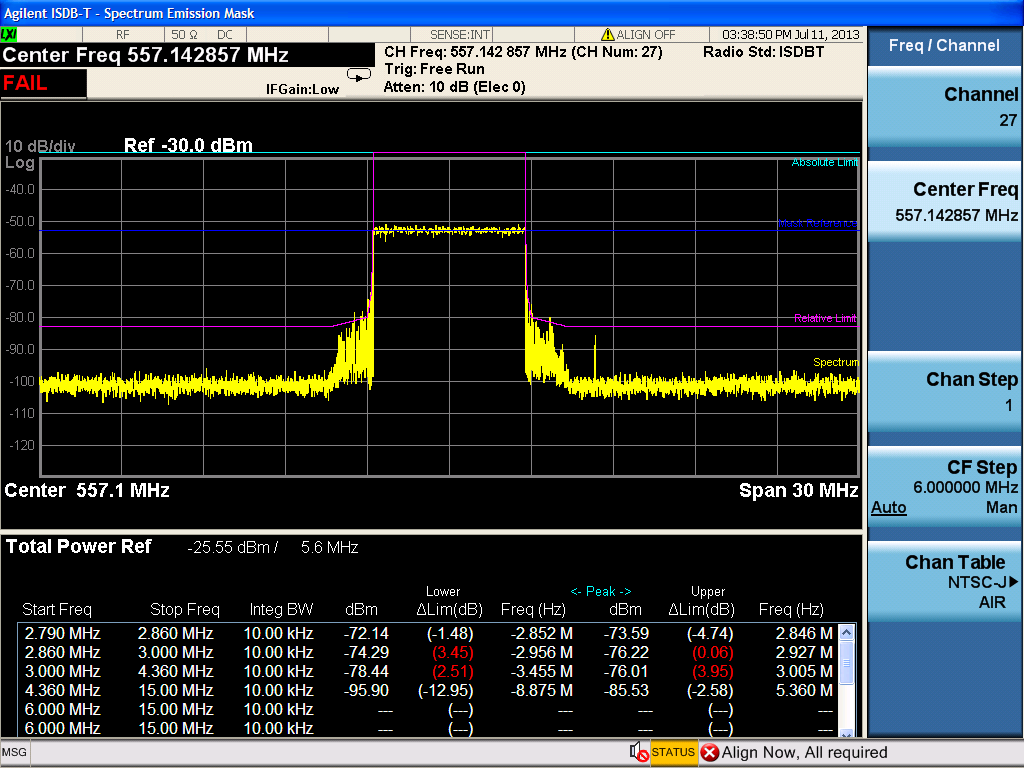 Agilent ISDB-T - Spectrum Emission Mask
LXI RF 50 Ω DC SENSE:INT ALIGN OFF 03:38:50 PM Jul 11, 2013
Center Freq 557.142857 MHz
CH Freq: 557.142 857 MHz (CH Num: 27) Radio Std: ISDBT
Trig: Free Run
FAIL
IFGain:Low Atten: 10 dB (Elec 0)
Freq / Channel
Channel
27
Center Freq
557.142857 MHz
Chan Step
1
CF Step
6.000000 MHz
Auto Man
Chan Table
NTSC-J
AIR
10 dB/div Ref -30.0 dBm
Log
Absolute Limit
-40.0
-50.0
-60.0
-70.0
-80.0
Relative Limit
-90.0
Spectrum
-100
-110
-120
Center 557.1 MHz Span 30 MHz
Total Power Ref -25.55 dBm / 5.6 MHz
Lower <- Peak -> Upper
Start Freq Stop Freq Integ BW dBm ΔLim(dB) Freq (Hz) dBm ΔLim(dB) Freq (Hz)
2.790 MHz 2.860 MHz 10.00 kHz -72.14 (-1.48) -2.852 M -73.59 (-4.74) 2.846 M
2.860 MHz 3.000 MHz 10.00 kHz -74.29 (3.45) -2.956 M -76.22 (0.06) 2.927 M
3.000 MHz 4.360 MHz 10.00 kHz -78.44 (2.51) -3.455 M -76.01 (3.95) 3.005 M
4.360 MHz 15.00 MHz 10.00 kHz -95.90 (-12.95) -8.875 M -85.53 (-2.58) 5.360 M
6.000 MHz 15.00 MHz 10.00 kHz --- (---) --- --- (---) ---
6.000 MHz 15.00 MHz 10.00 kHz --- (---) --- --- (---) ---
MSG STATUS Align Now, All required